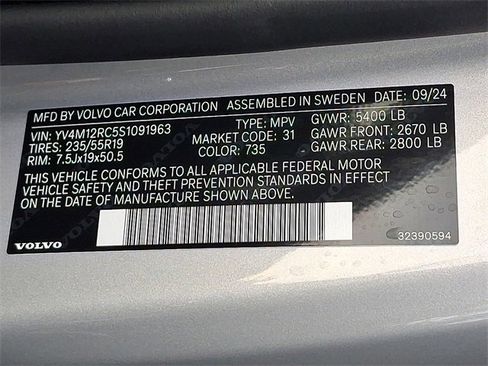 MFD BY VOLVO CAR CORPORATION ASSEMBLED IN SWEDEN DATE: 09/24
VIN: YV4M12RC5S1091963 TYPE: MPV GVWR: 5400 LB
TIRES: 235/55R19 MARKET CODE: 31 GAWR FRONT: 2670 LB
RIM: 7.5Jx19x50.5 COLOR: 735 GAWR REAR: 2800 LB
THIS VEHICLE CONFORMS TO ALL APPLICABLE FEDERAL MOTOR
VEHICLE SAFETY AND THEFT PREVENTION STANDARDS IN EFFECT
ON THE DATE OF MANUFACTURE SHOWN ABOVE.
VOLVO 32390594